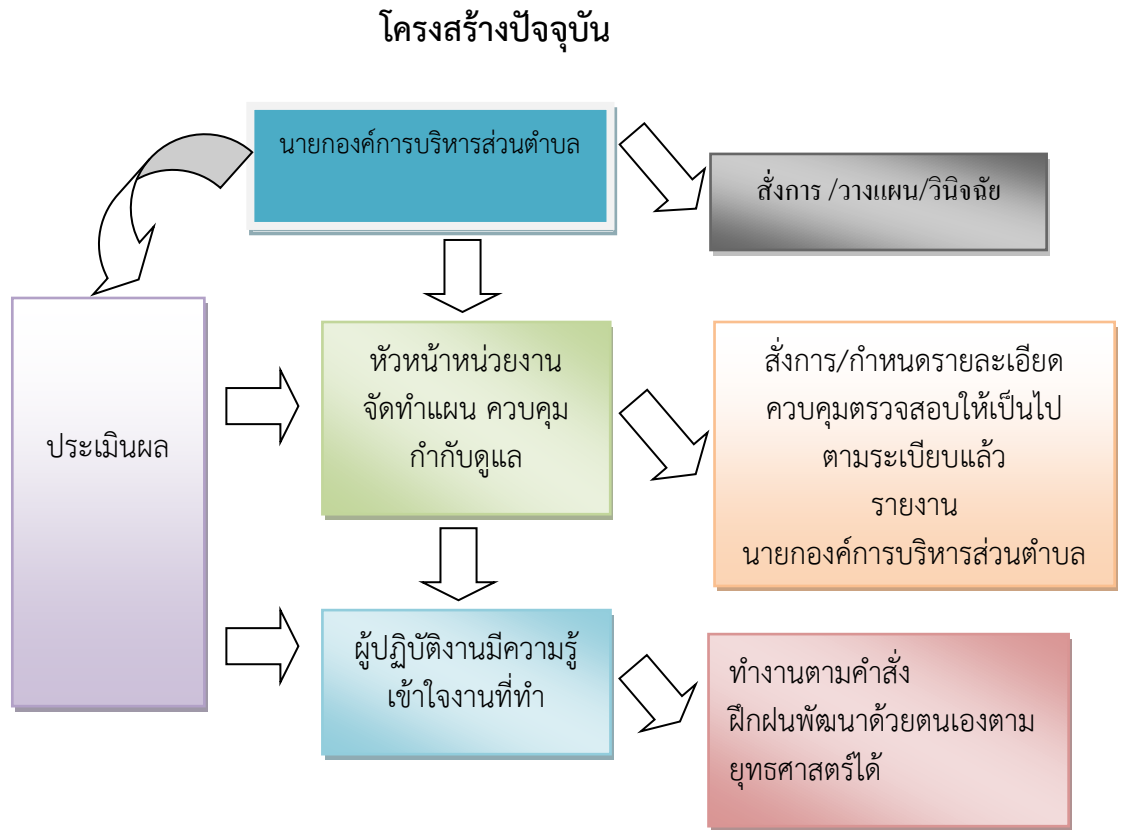 โครงสร้างปัจจุบัน
นายกองค์การบริหารส่วนตำบล
สั่งการ /วางแผน/วินิจฉัย
ประเมินผล
หัวหน้าหน่วยงาน
จัดทำแผน ควบคุม
กำกับดูแล
สั่งการ/กำหนดรายละเอียด
ควบคุมตรวจสอบให้เป็นไป
ตามระเบียบแล้ว
รายงาน
นายกองค์การบริหารส่วนตำบล
ผู้ปฏิบัติงานมีความรู้
เข้าใจงานที่ทำ
ทำงานตามคำสั่ง
ฝึกฝนพัฒนาด้วยตนเองตาม
ยุทธศาสตร์ได้